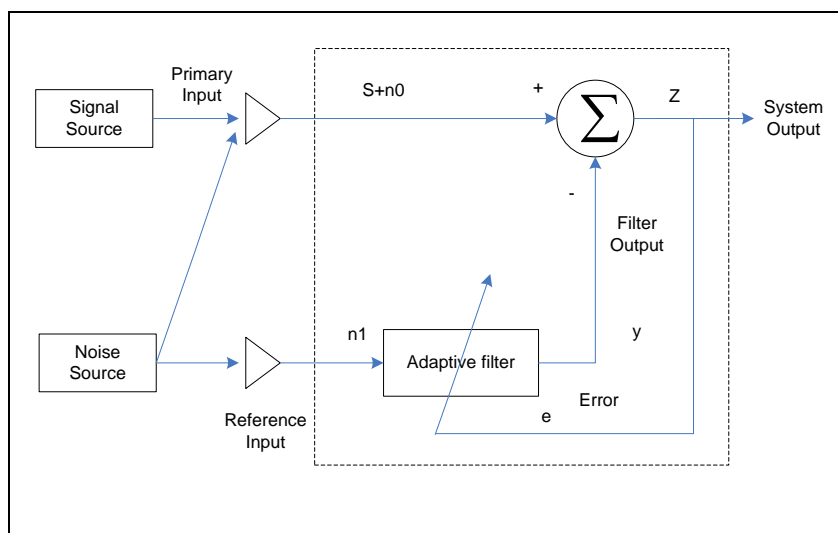 Primary
Input
S+n0
+
Z
Signal
Source
Σ
System
Output
-
Filter
Output
n1
Noise
Source
Adaptive filter
y
Error
e
Reference
Input